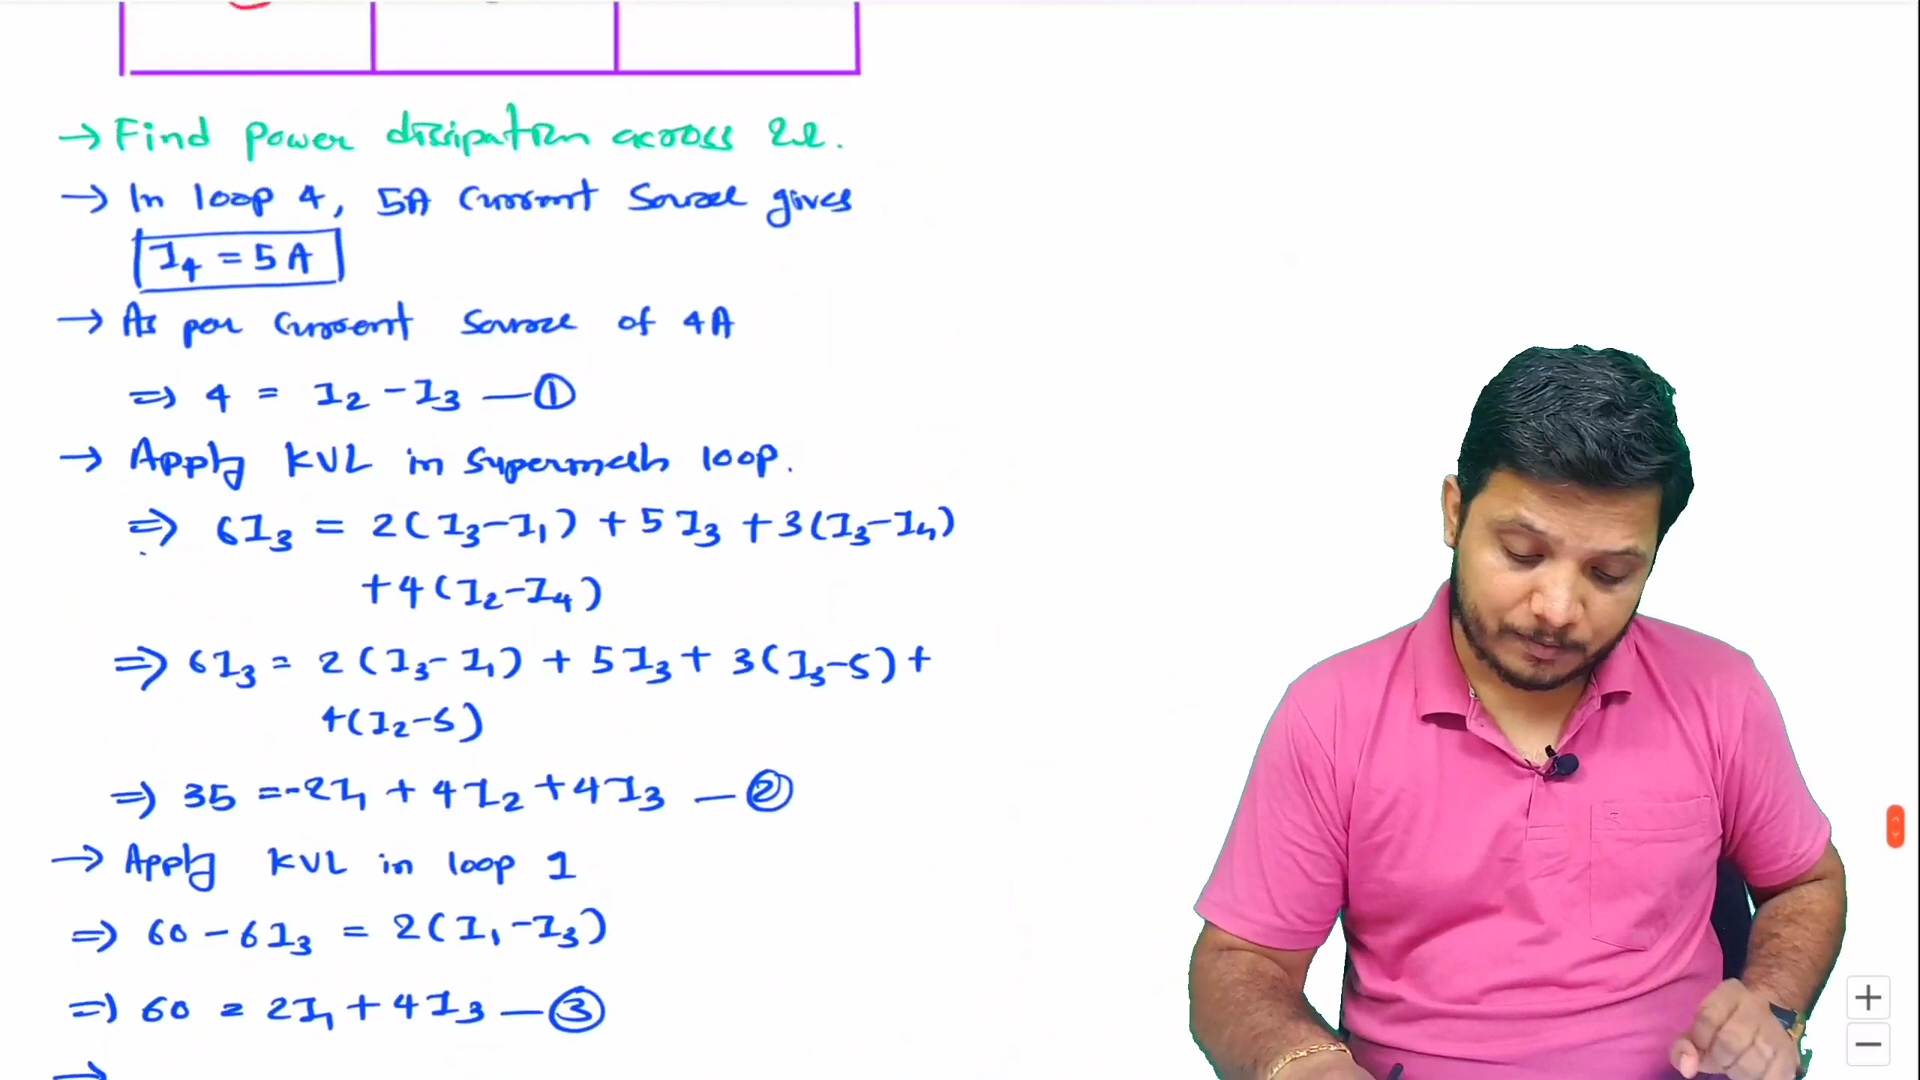 → Find power dissipation across 2Ω.
→ In loop 4, 5A Current Source gives
I₄ = 5A
→ As per Current Source of 4A
⇒ 4 = I₂ - I₃ — ①
→ Apply KVL in supermesh loop.
⇒ 6I₃ = 2(I₃-I₁) + 5I₃ + 3(I₃-I₄)
+4(I₂-I₄)
⇒ 6I₃ = 2(I₃-I₁) + 5I₃ + 3(I₃-5) +
4(I₂-5)
⇒ 35 = -2I₁ + 4I₂ + 4I₃ — ②
→ Apply KVL in loop 1
⇒ 60 - 6I₃ = 2(I₁-I₃)
⇒ 60 = 2I₁ + 4I₃ — ③
→